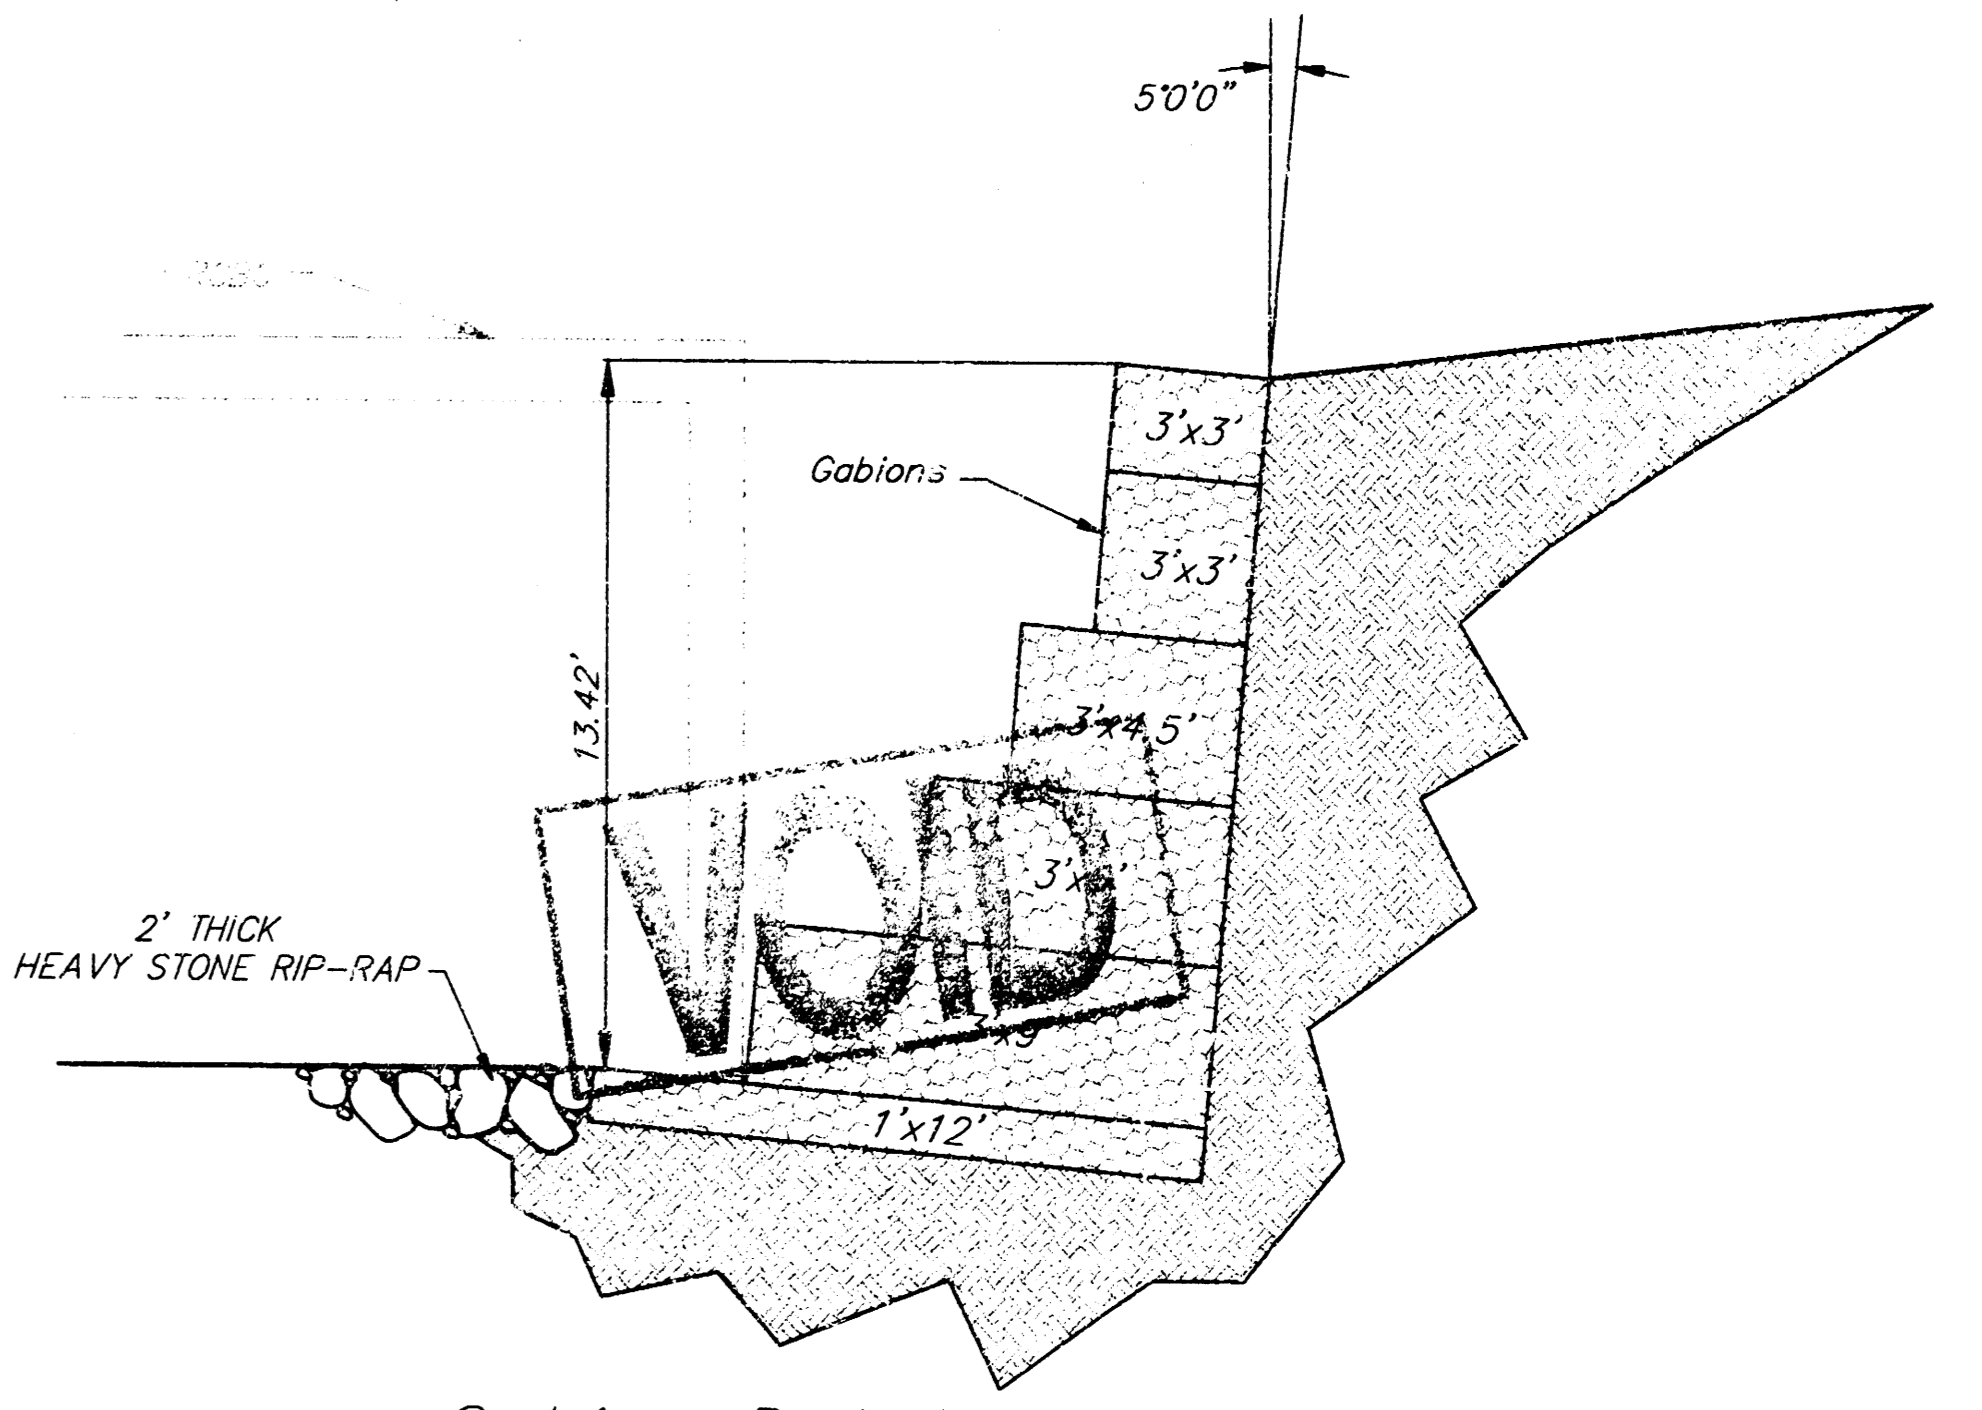 5°0'0"
3'x3'
Gabions
3'x3'
13.42'
3'x4.5'
VOID
2' THICK
HEAVY STONE RIP-RAP
1'x12'